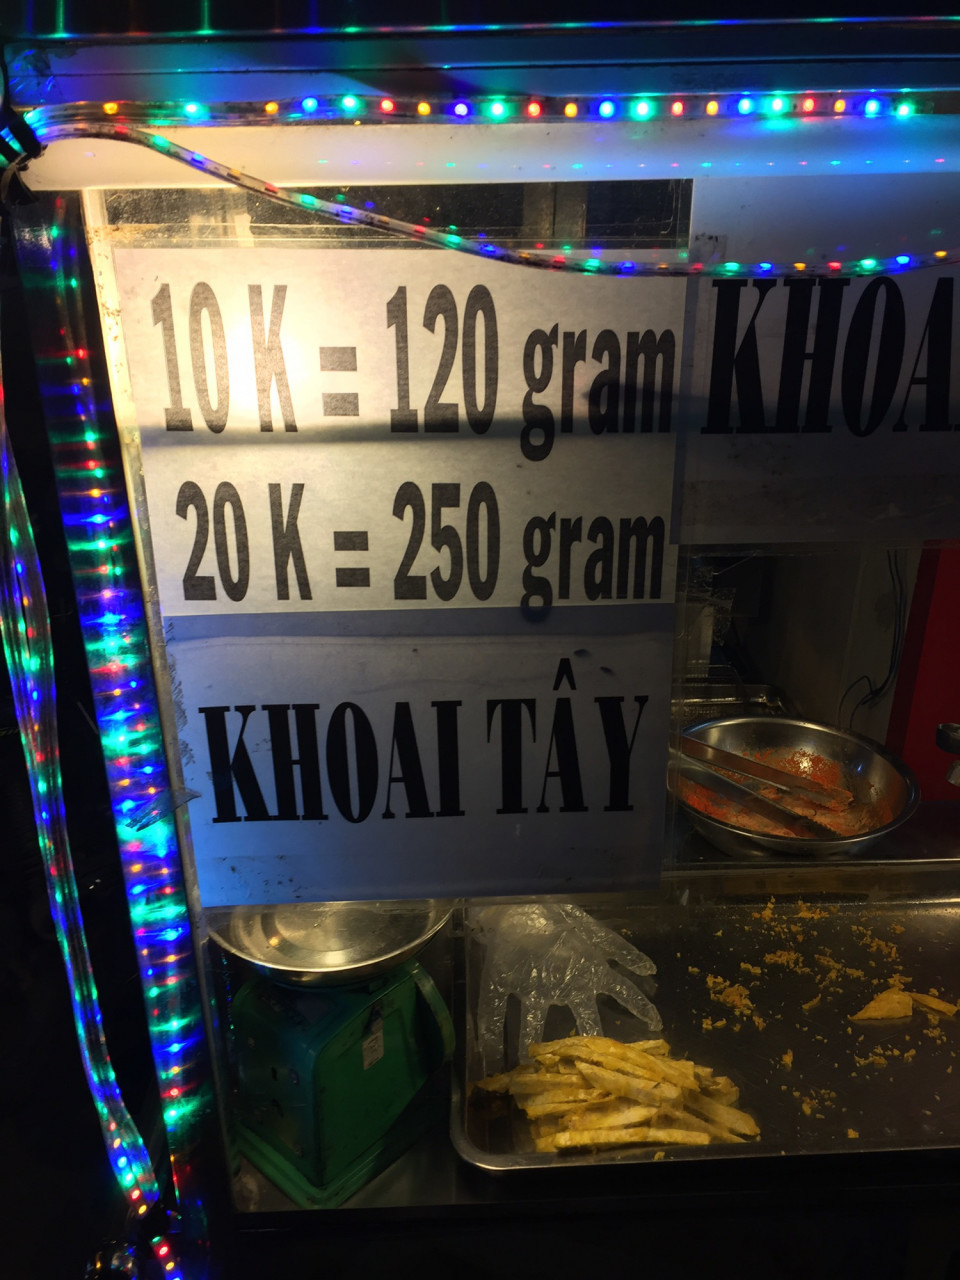 10 K = 120 gram
20 K = 250 gram
KHOAI TÂY
KHOA